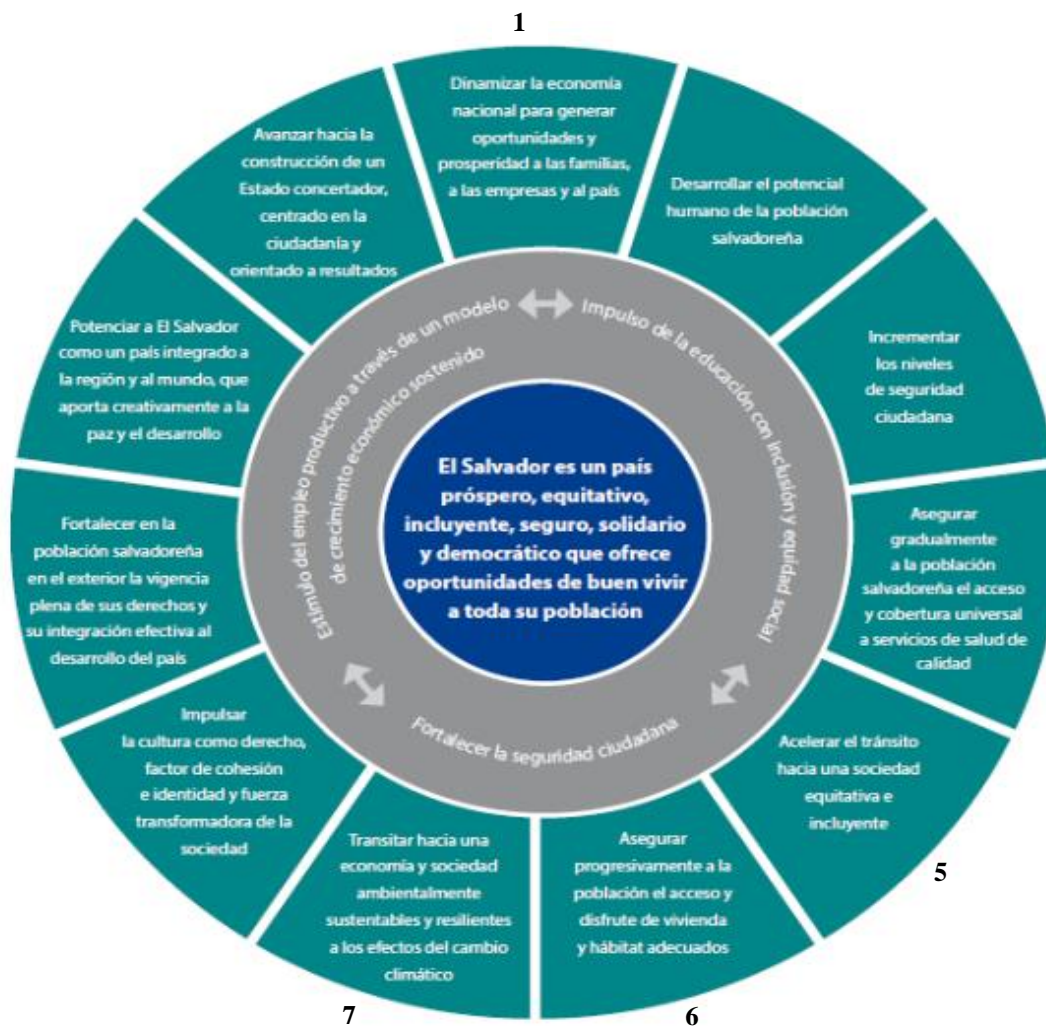 1
Dinamizar la economía
nacional para generar
oportunidades y
prosperidad a las familias,
a las empresas y al país
Desarrollar el potencial
humano de la población
salvadoreña
Incrementar
los niveles
de seguridad
ciudadana
Asegurar
gradualmente
a la población
salvadoreña el acceso
y cobertura universal
a servicios de salud de
calidad
Acelerar el tránsito
hacia una sociedad
equitativa e
incluyente
5
Asegurar
progresivamente a la
población el acceso y
disfrute de vivienda
y hábitat adecuados
6
Transitar hacia una
economía y sociedad
ambientalmente
sustentables y resilientes
a los efectos del cambio
climático
7
Impulsar
la cultura como derecho,
factor de cohesión
e identidad y fuerza
transformadora de la
sociedad
Fortalecer en la
población salvadoreña
en el exterior la vigencia
plena de sus derechos y
su integración efectiva al
desarrollo del país
Potenciar a El Salvador
como un país integrado a
la región y al mundo, que
aporta creativamente a la
paz y el desarrollo
Avanzar hacia la
construcción de un
Estado concertador,
centrado en la
ciudadanía y
orientado a resultados
Estímulo del empleo productivo a través de un modelo
de crecimiento económico sostenido
Impulso de la educación con inclusión y equidad social
Fortalecer la seguridad ciudadana
El Salvador es un país
próspero, equitativo,
incluyente, seguro, solidario
y democrático que ofrece
oportunidades de buen vivir
a toda su población